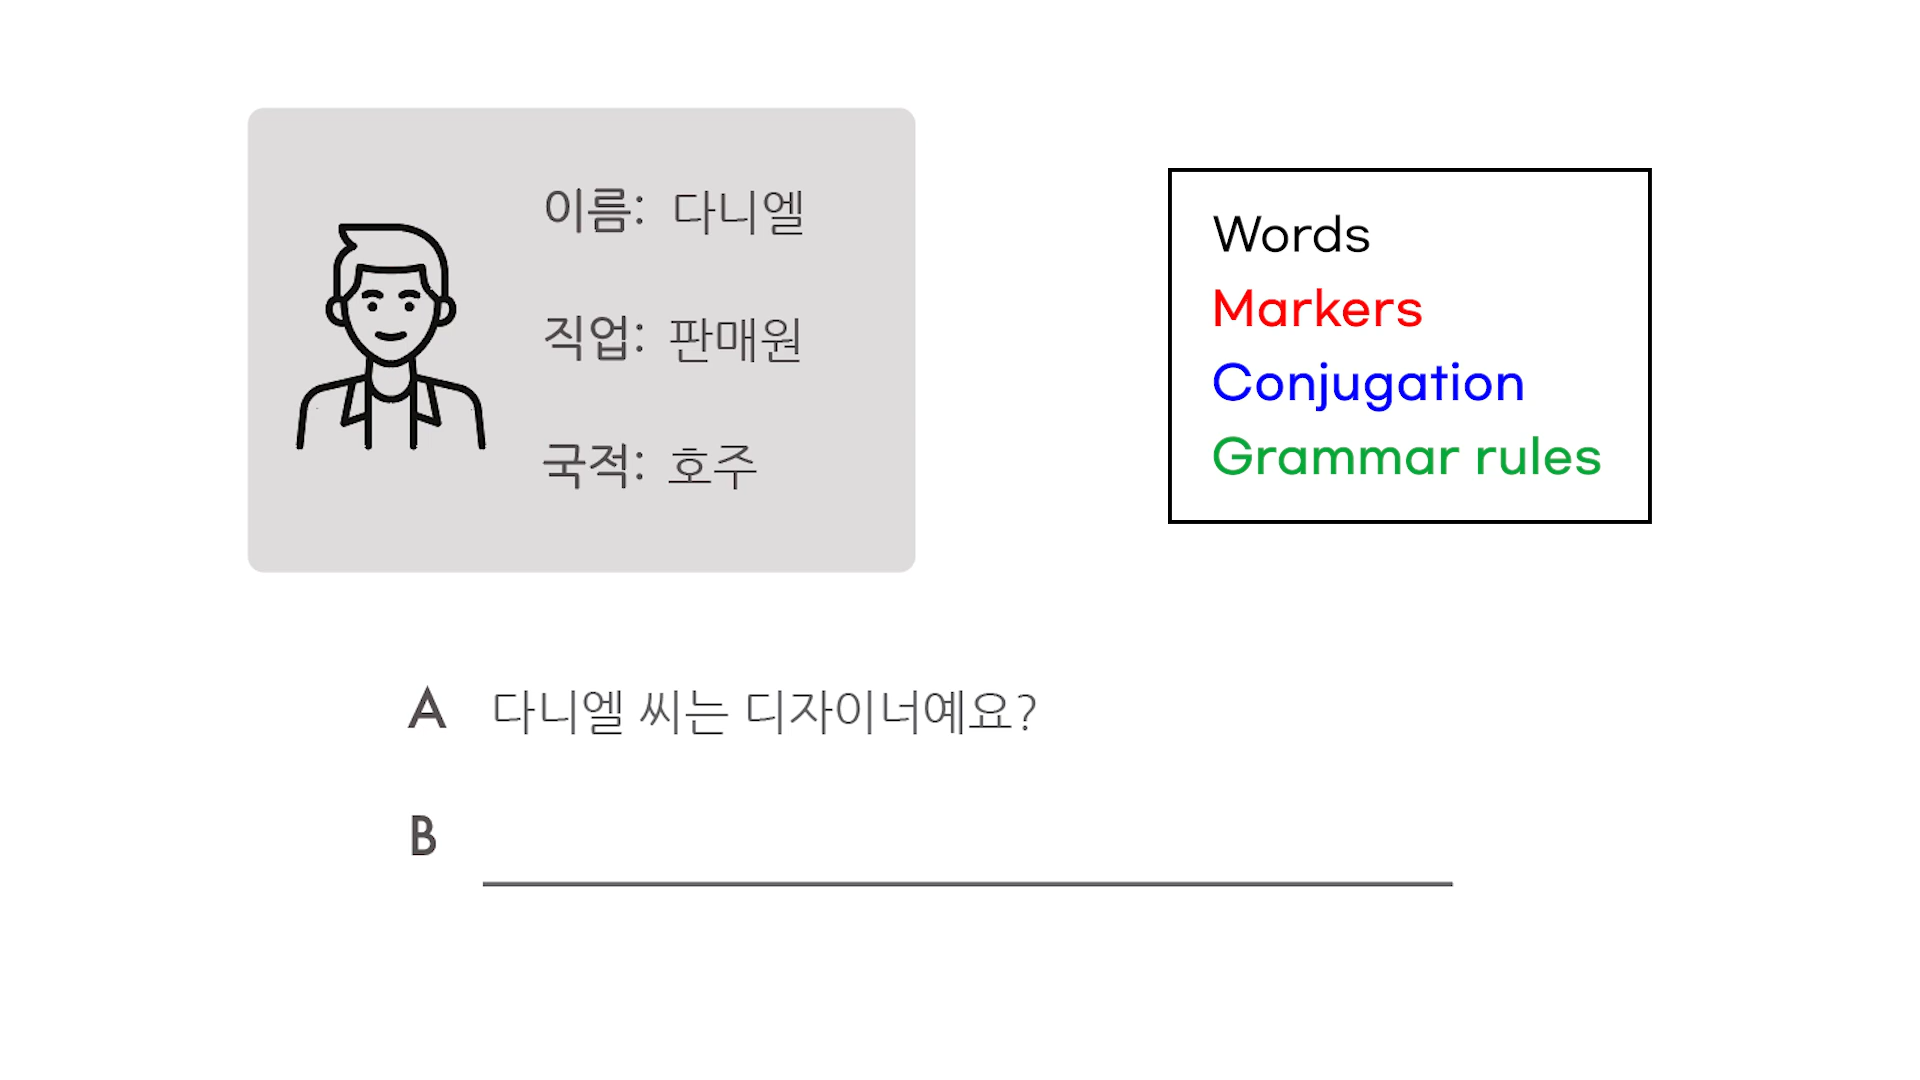 이름: 다니엘
직업: 판매원
국적: 호주
Words
Markers
Conjugation
Grammar rules
A 다니엘 씨는 디자이너예요?
B